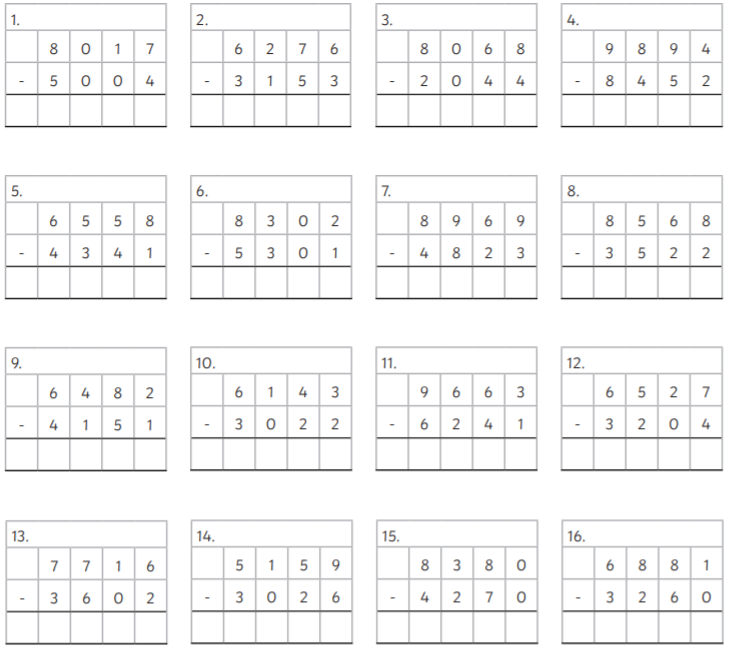 1.
8 0 1 7
- 5 0 0 4
2.
6 2 7 6
- 3 1 5 3
3.
8 0 6 8
- 2 0 4 4
4.
9 8 9 4
- 8 4 5 2
5.
6 5 5 8
- 4 3 4 1
6.
8 3 0 2
- 5 3 0 1
7.
8 9 6 9
- 4 8 2 3
8.
8 5 6 8
- 3 5 2 2
9.
6 4 8 2
- 4 1 5 1
10.
6 1 4 3
- 3 0 2 2
11.
9 6 6 3
- 6 2 4 1
12.
6 5 2 7
- 3 2 0 4
13.
7 7 1 6
- 3 6 0 2
14.
5 1 5 9
- 3 0 2 6
15.
8 3 8 0
- 4 2 7 0
16.
6 8 8 1
- 3 2 6 0